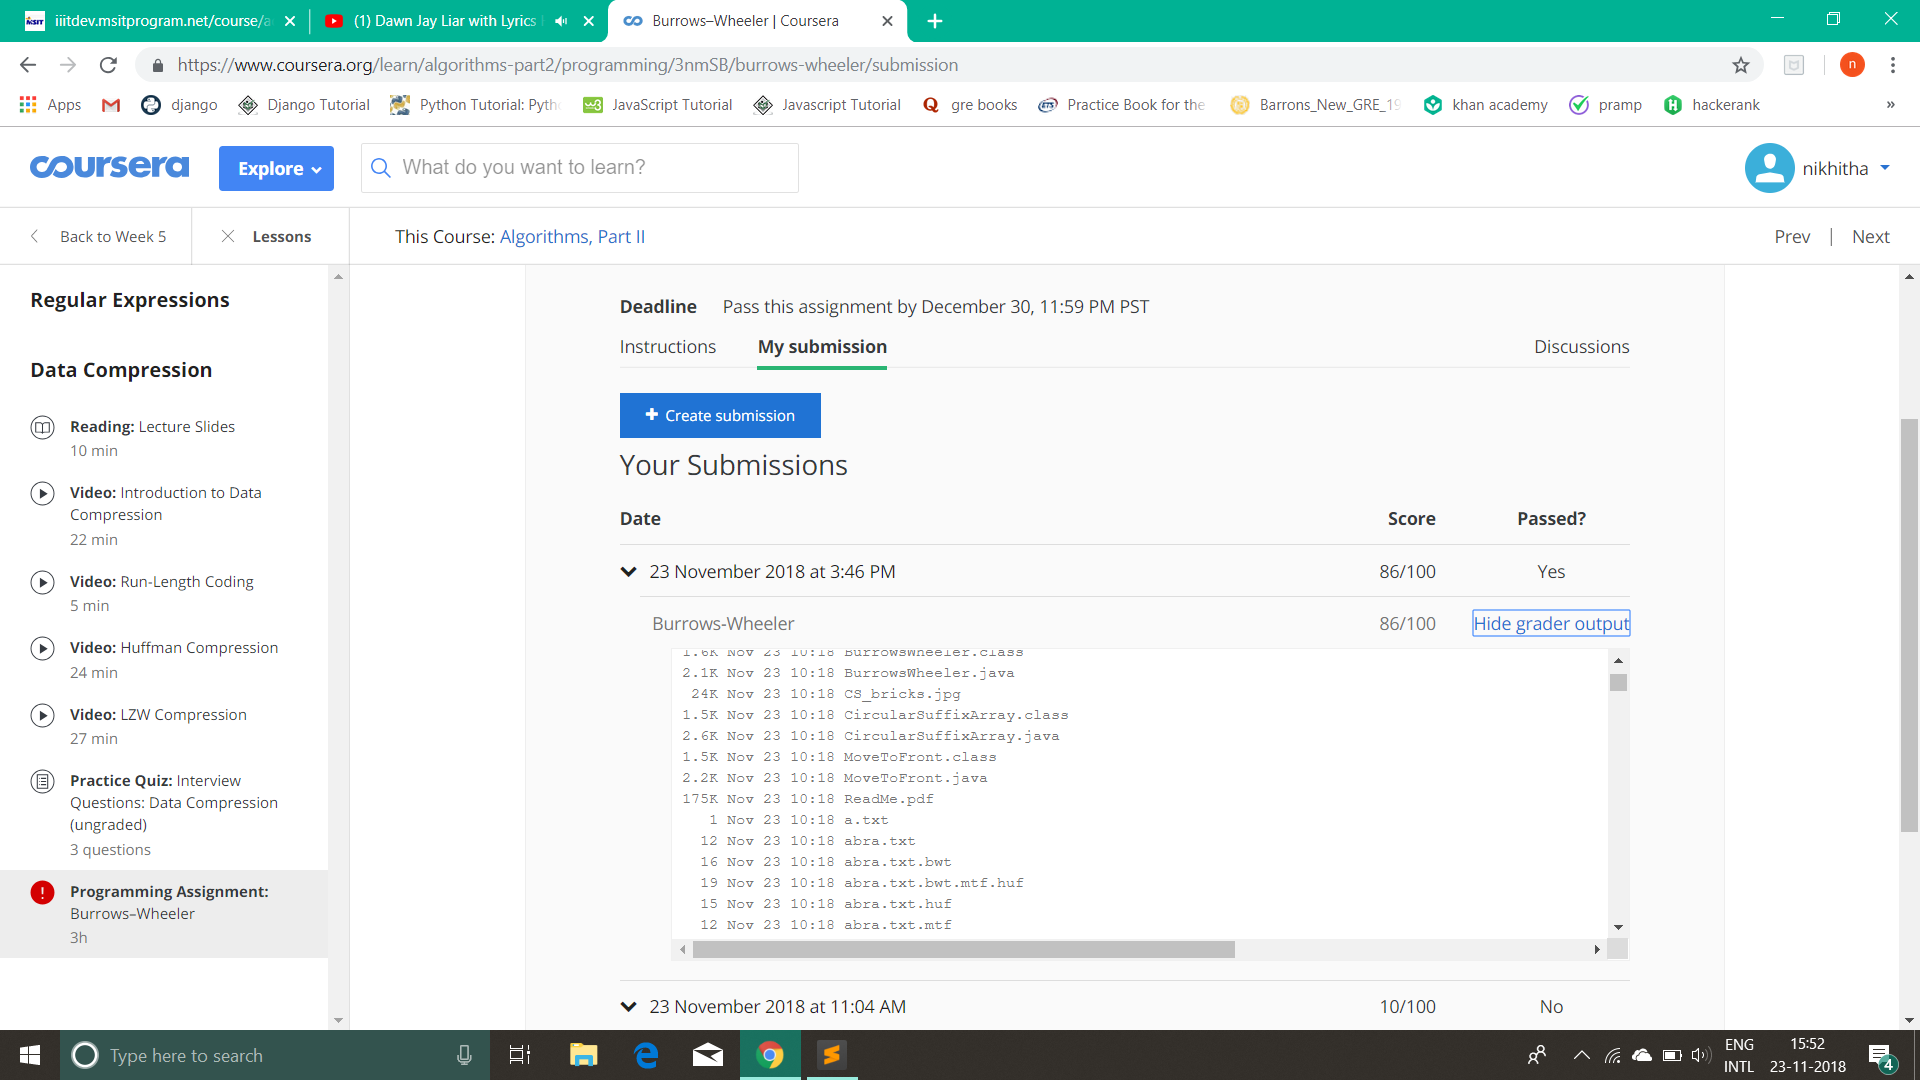 MSIT iiitdev.msitprogram.net/course/a
(1) Dawn Jay Liar with Lyrics
Burrows–Wheeler | Coursera
https://www.coursera.org/learn/algorithms-part2/programming/3nmSB/burrows-wheeler/submission
n
Apps
django
Django Tutorial
Python Tutorial: Pyth
w3 JavaScript Tutorial
Javascript Tutorial
Q gre books
ETS Practice Book for the
Barrons_New_GRE_19
khan academy
pramp
hackerrank
»
coursera
Explore
What do you want to learn?
nikhitha
Back to Week 5
Lessons
This Course: Algorithms, Part II
Prev | Next
Regular Expressions
Data Compression
Reading: Lecture Slides
10 min
Video: Introduction to Data
Compression
22 min
Video: Run-Length Coding
5 min
Video: Huffman Compression
24 min
Video: LZW Compression
27 min
Practice Quiz: Interview
Questions: Data Compression
(ungraded)
3 questions
Programming Assignment:
Burrows–Wheeler
3h
Deadline Pass this assignment by December 30, 11:59 PM PST
Instructions My submission Discussions
+ Create submission
Your Submissions
Date Score Passed?
23 November 2018 at 3:46 PM 86/100 Yes
Burrows-Wheeler 86/100 Hide grader output
1.6K Nov 23 10:18 BurrowsWheeler.class
2.1K Nov 23 10:18 BurrowsWheeler.java
24K Nov 23 10:18 CS_bricks.jpg
1.5K Nov 23 10:18 CircularSuffixArray.class
2.6K Nov 23 10:18 CircularSuffixArray.java
1.5K Nov 23 10:18 MoveToFront.class
2.2K Nov 23 10:18 MoveToFront.java
175K Nov 23 10:18 ReadMe.pdf
1 Nov 23 10:18 a.txt
12 Nov 23 10:18 abra.txt
16 Nov 23 10:18 abra.txt.bwt
19 Nov 23 10:18 abra.txt.bwt.mtf.huf
15 Nov 23 10:18 abra.txt.huf
12 Nov 23 10:18 abra.txt.mtf
23 November 2018 at 11:04 AM 10/100 No
Type here to search
ENG
INTL
15:52
23-11-2018
4